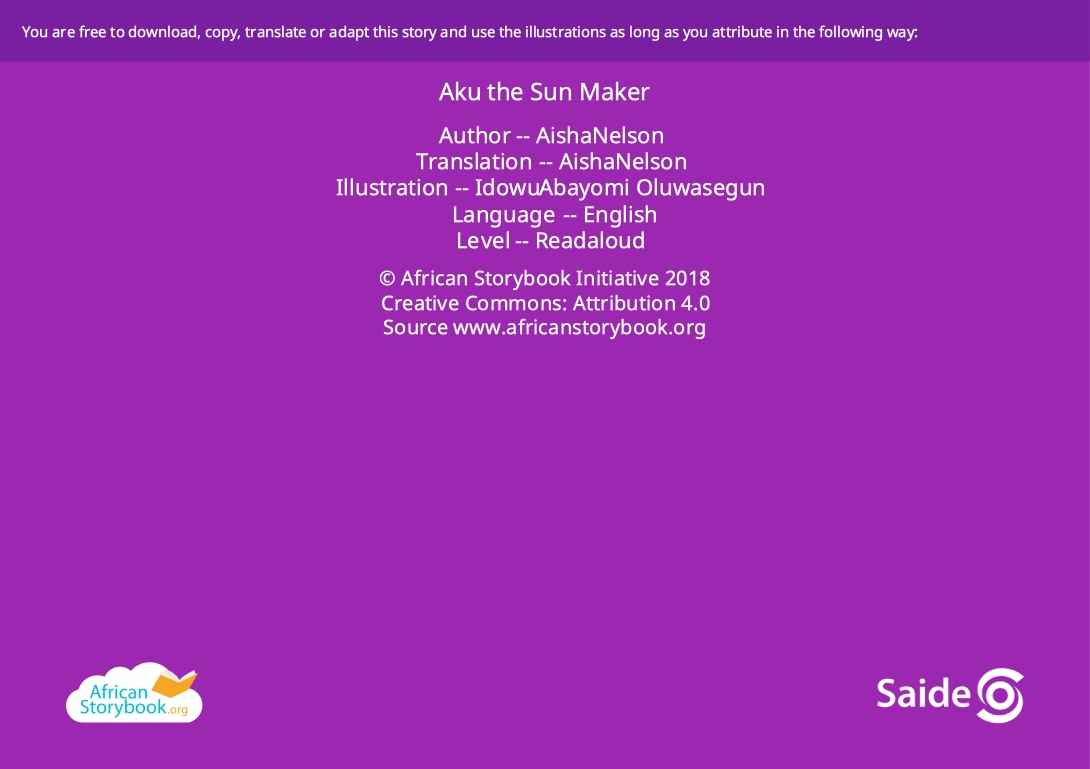 You are free to download, copy, translate or adapt this story and use the illustrations as long as you attribute in the following way:
Aku the Sun Maker
Author -- AishaNelson
Translation -- AishaNelson
Illustration -- IdowuAbayomi Oluwasegun
Language -- English
Level -- Readaloud
© African Storybook Initiative 2018
Creative Commons: Attribution 4.0
Source www.africanstorybook.org
African
Storybook.org
Saide